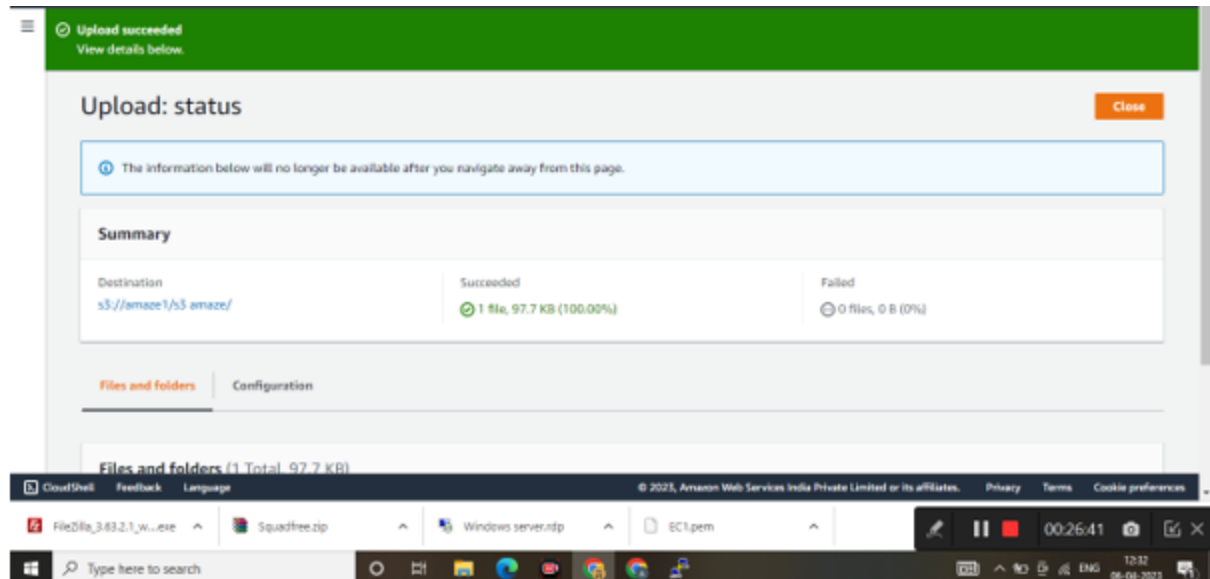 Upload succeeded
View details below.
Upload: status
Close
The information below will no longer be available after you navigate away from this page.
Summary
Destination
Succeeded
Failed
s3://amaze1/s3 amaze/
1 file, 97.7 KB (100.00%)
0 files, 0 B (0%)
Files and folders
Configuration
Files and folders (1 Total, 97.7 KB)
CloudShell Feedback Language
© 2023, Amazon Web Services India Private Limited or its affiliates. Privacy Terms Cookie preferences
FileZilla_3.63.2.1_w....exe
Squadfree.zip
Windows server.rdp
EC1.pem
00:26:41
Type here to search
ENG
12:32
06-04-2023